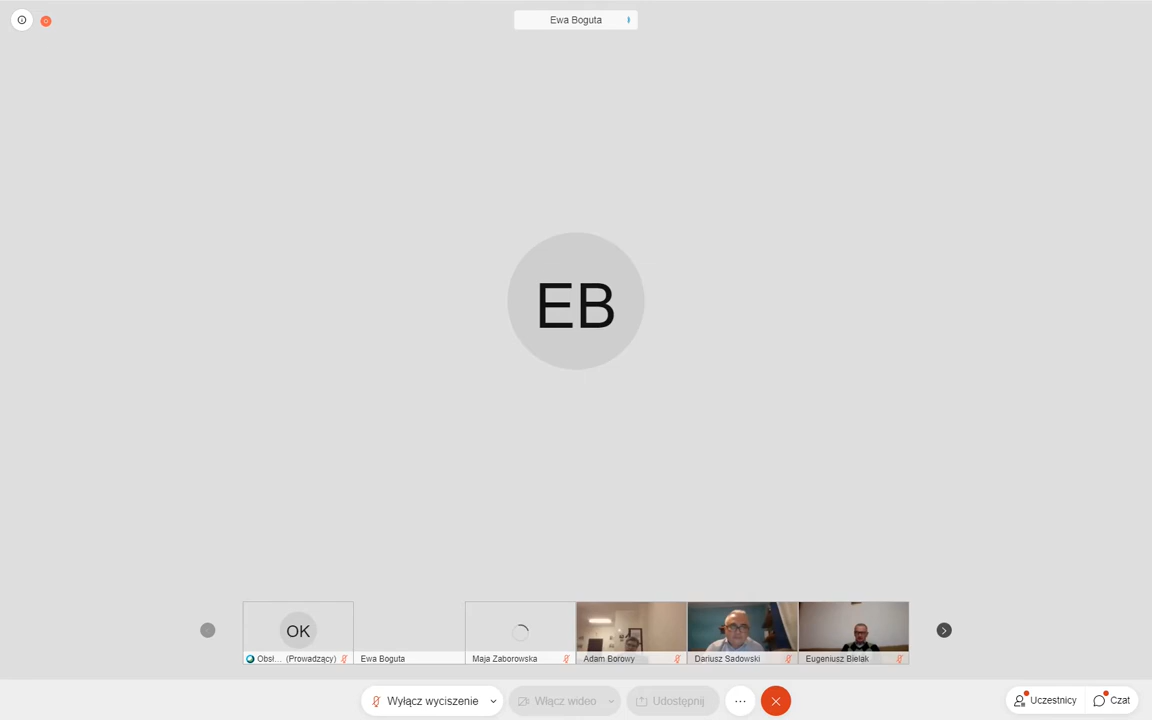 Ewa Boguta
EB
OK
Obsł... (Prowadzący)
Ewa Boguta
Maja Zaborowska
Adam Borowy
Dariusz Sadowski
Eugeniusz Bielak
Wyłącz wyciszenie
Włącz wideo
Udostępnij
Uczestnicy
Czat